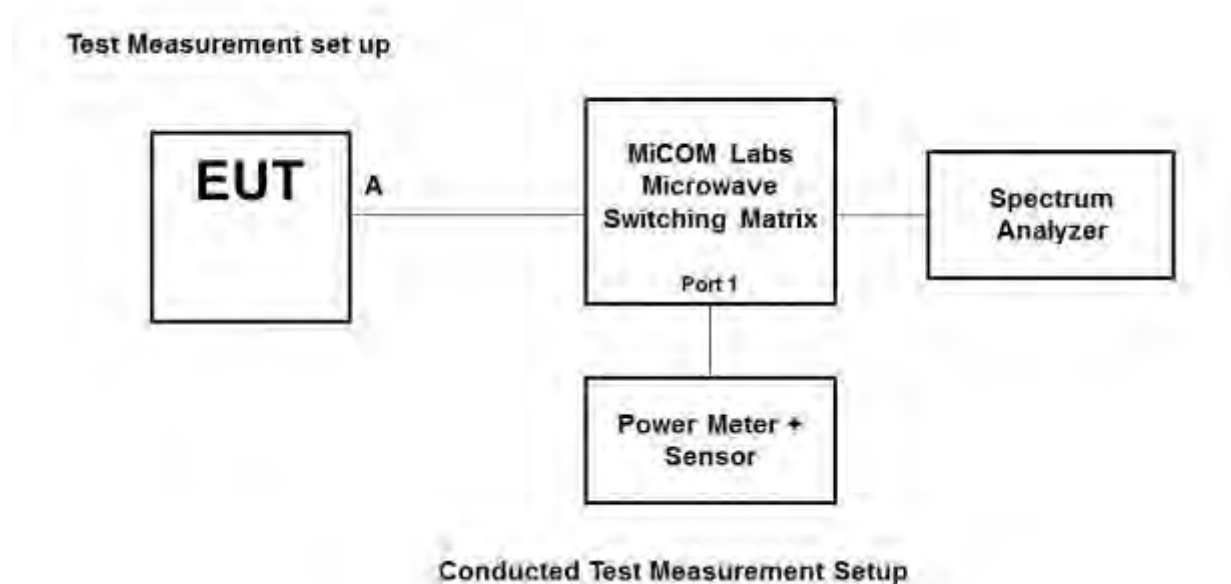 Test Measurement set up
EUT
A
MiCOM Labs
Microwave
Switching Matrix
Port 1
Spectrum
Analyzer
Power Meter +
Sensor
Conducted Test Measurement Setup